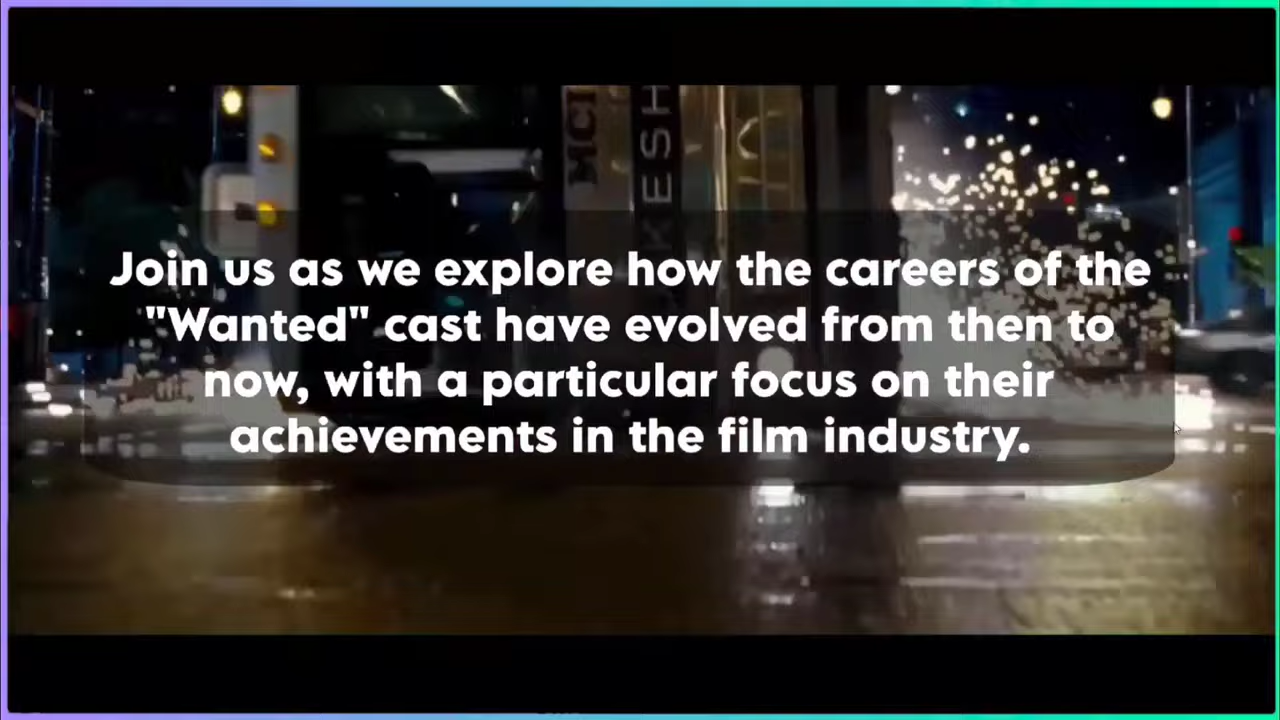 KESH
Join us as we explore how the careers of the
"Wanted" cast have evolved from then to
now, with a particular focus on their
achievements in the film industry.